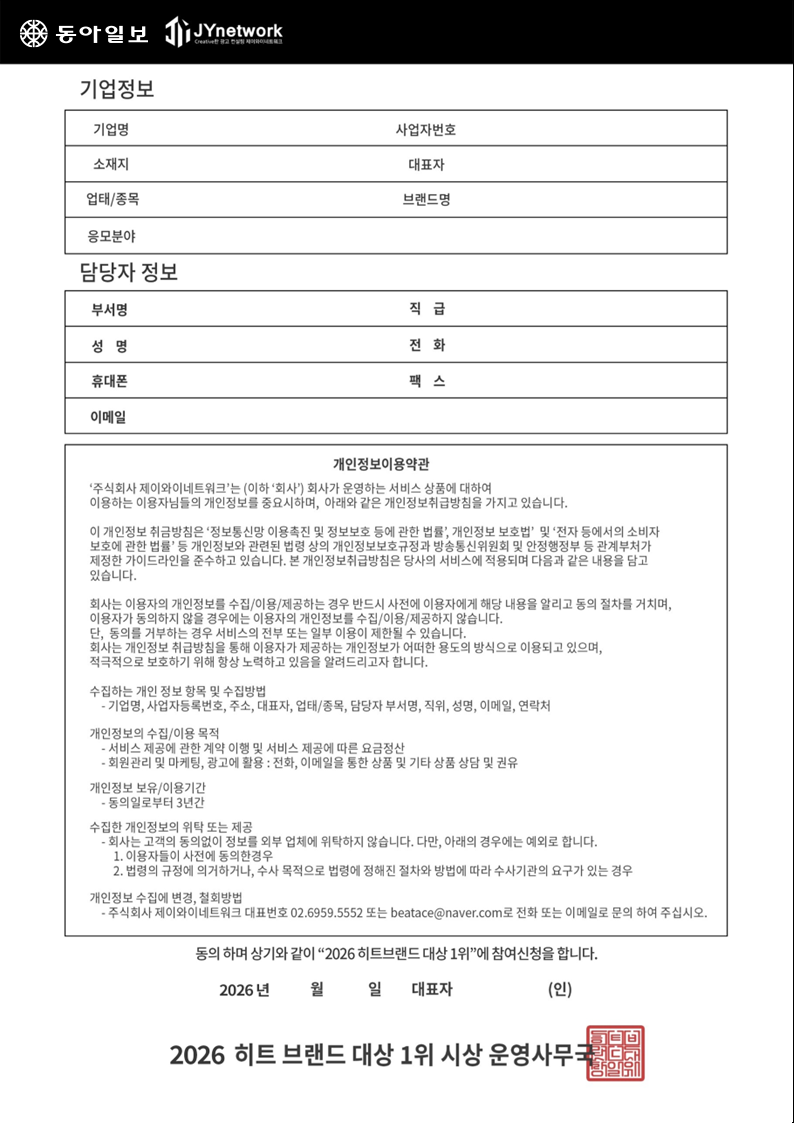 동아일보 JYnetwork
Creative한 광고 컨설팅 제이와이네트워크
기업정보
기업명 사업자번호
소재지 대표자
업태/종목 브랜드명
응모분야
담당자 정보
부서명 직 급
성 명 전 화
휴대폰 팩 스
이메일
개인정보이용약관
‘주식회사 제이와이네트워크’는 (이하 ‘회사’) 회사가 운영하는 서비스 상품에 대하여
이용하는 이용자님들의 개인정보를 중요시하며, 아래와 같은 개인정보취급방침을 가지고 있습니다.
이 개인정보 취금방침은 ‘정보통신망 이용촉진 및 정보보호 등에 관한 법률’, 개인정보 보호법’ 및 ‘전자 등에서의 소비자
보호에 관한 법률’ 등 개인정보와 관련된 법령 상의 개인정보보호규정과 방송통신위원회 및 안정행정부 등 관계부처가
제정한 가이드라인을 준수하고 있습니다. 본 개인정보취급방침은 당사의 서비스에 적용되며 다음과 같은 내용을 담고
있습니다.
회사는 이용자의 개인정보를 수집/이용/제공하는 경우 반드시 사전에 이용자에게 해당 내용을 알리고 동의 절차를 거치며,
이용자가 동의하지 않을 경우에는 이용자의 개인정보를 수집/이용/제공하지 않습니다.
단, 동의를 거부하는 경우 서비스의 전부 또는 일부 이용이 제한될 수 있습니다.
회사는 개인정보 취급방침을 통해 이용자가 제공하는 개인정보가 어떠한 용도의 방식으로 이용되고 있으며,
적극적으로 보호하기 위해 항상 노력하고 있음을 알려드리고자 합니다.
수집하는 개인 정보 항목 및 수집방법
- 기업명, 사업자등록번호, 주소, 대표자, 업태/종목, 담당자 부서명, 직위, 성명, 이메일, 연락처
개인정보의 수집/이용 목적
- 서비스 제공에 관한 계약 이행 및 서비스 제공에 따른 요금정산
- 회원관리 및 마케팅, 광고에 활용 : 전화, 이메일을 통한 상품 및 기타 상품 상담 및 권유
개인정보 보유/이용기간
- 동의일로부터 3년간
수집한 개인정보의 위탁 또는 제공
- 회사는 고객의 동의없이 정보를 외부 업체에 위탁하지 않습니다. 다만, 아래의 경우에는 예외로 합니다.
1. 이용자들이 사전에 동의한경우
2. 법령의 규정에 의거하거나, 수사 목적으로 법령에 정해진 절차와 방법에 따라 수사기관의 요구가 있는 경우
개인정보 수집에 변경, 철회방법
- 주식회사 제이와이네트워크 대표번호 02.6959.5552 또는 beatace@naver.com로 전화 또는 이메일로 문의 하여 주십시오.
동의 하며 상기와 같이 “2026 히트브랜드 대상 1위”에 참여신청을 합니다.
2026 년 월 일 대표자 (인)
2026 히트 브랜드 대상 1위 시상 운영사무국